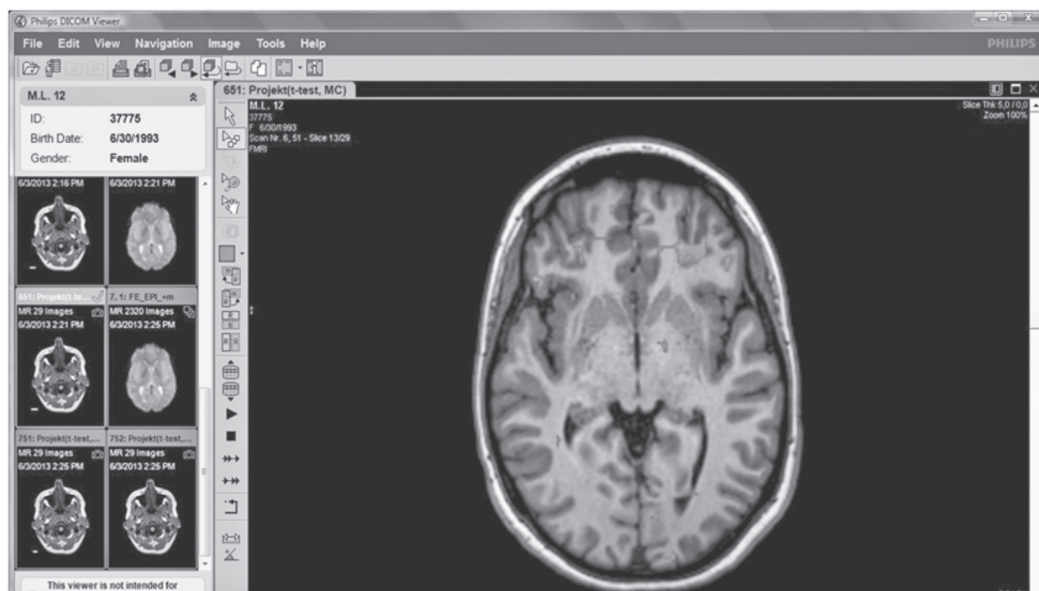 Philips DICOM Viewer
File Edit View Navigation Image Tools Help
PHILIPS
M.L. 12
ID: 37775
Birth Date: 6/30/1993
Gender: Female
6/3/2013 2:16 PM
6/3/2013 2:21 PM
651: Projekt(t-te...
MR 29 Images
6/3/2013 2:21 PM
7, 1: FE_EPI_+m
MR 2320 Images
6/3/2013 2:25 PM
751: Projekt(t-test,...
MR 29 Images
6/3/2013 2:25 PM
752: Projekt(t-test,...
MR 29 Images
6/3/2013 2:25 PM
This viewer is not intended for
651: Projekt(t-test, MC)
M.L. 12
37775
F 6/30/1993
Scan Nr. 6, 51 - Slice 13/29
FMRI
Slice Thk 5,0 / 0,0
Zoom 100%